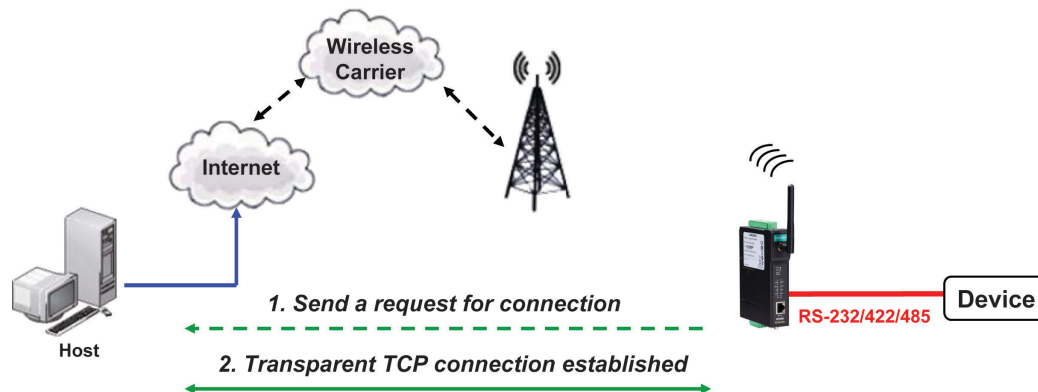 Wireless
Carrier
Internet
Host
1. Send a request for connection
2. Transparent TCP connection established
RS-232/422/485
Device